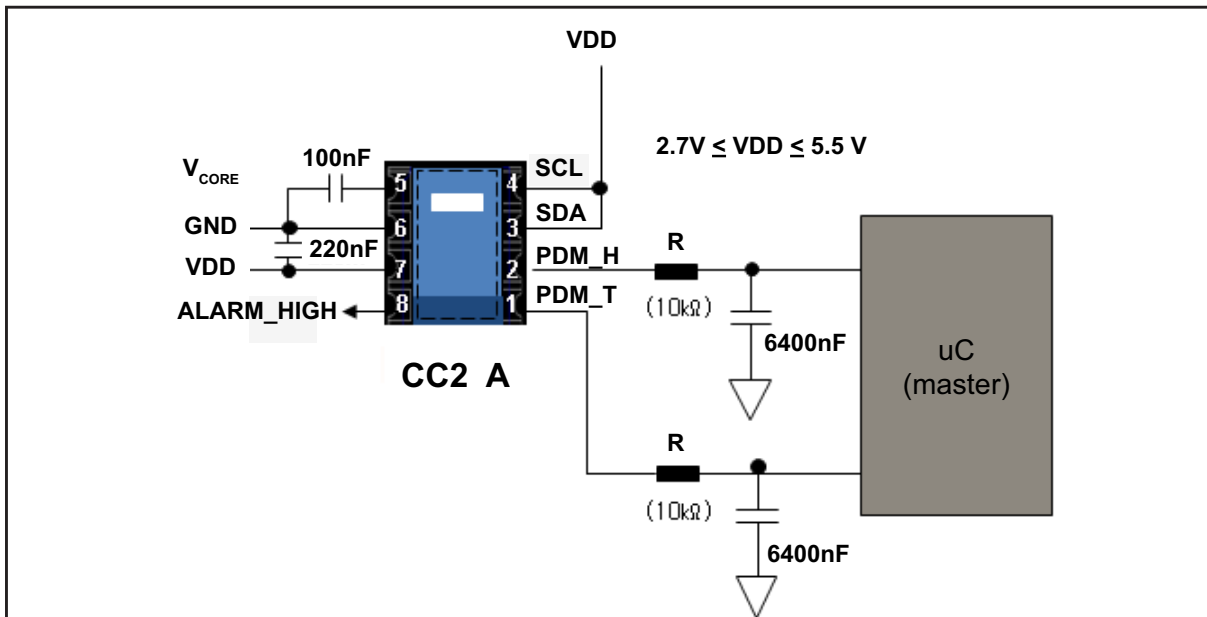 VDD
2.7V ≤ VDD ≤ 5.5 V
100nF
V_CORE
5
4
SCL
GND
6
3
SDA
220nF
VDD
7
2
PDM_H
R
(10kΩ)
6400nF
ALARM_HIGH
8
1
PDM_T
CC2 A
uC
(master)
R
(10kΩ)
6400nF